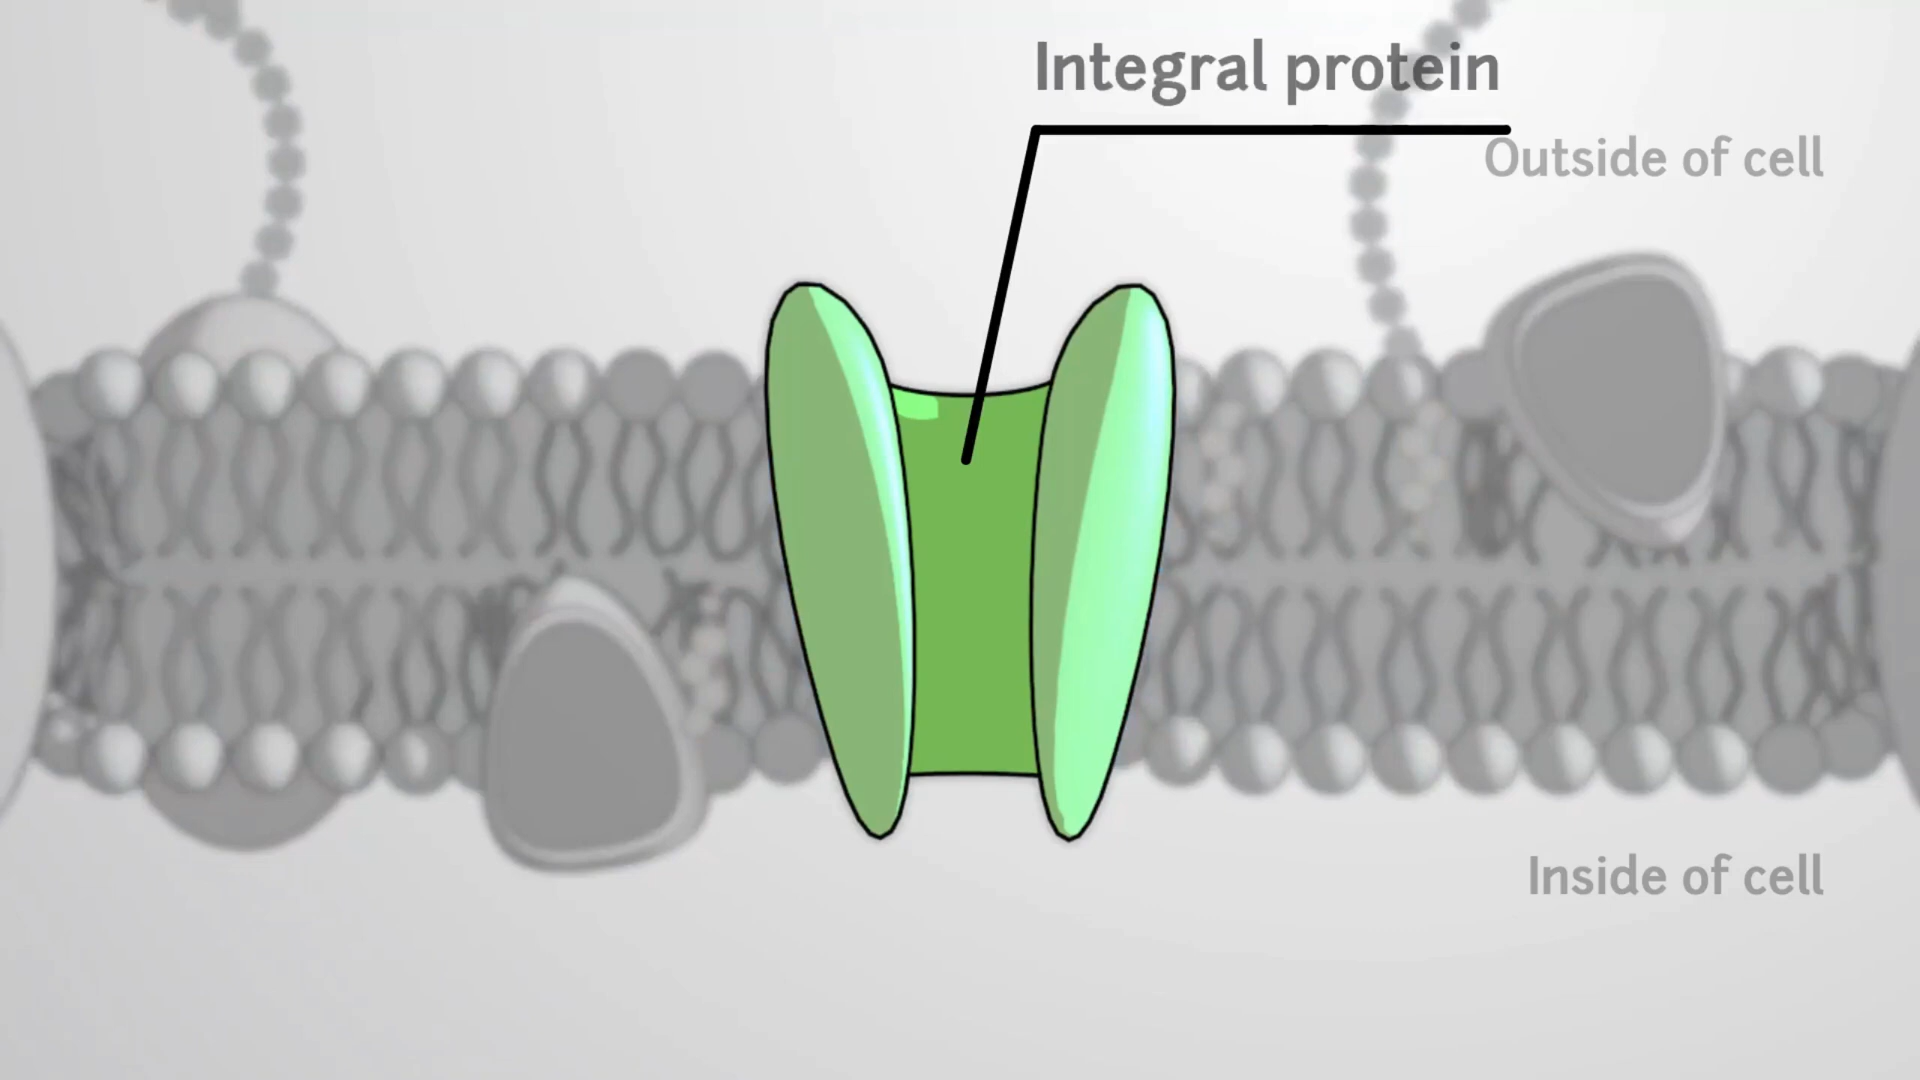 Integral protein
Outside of cell
Inside of cell